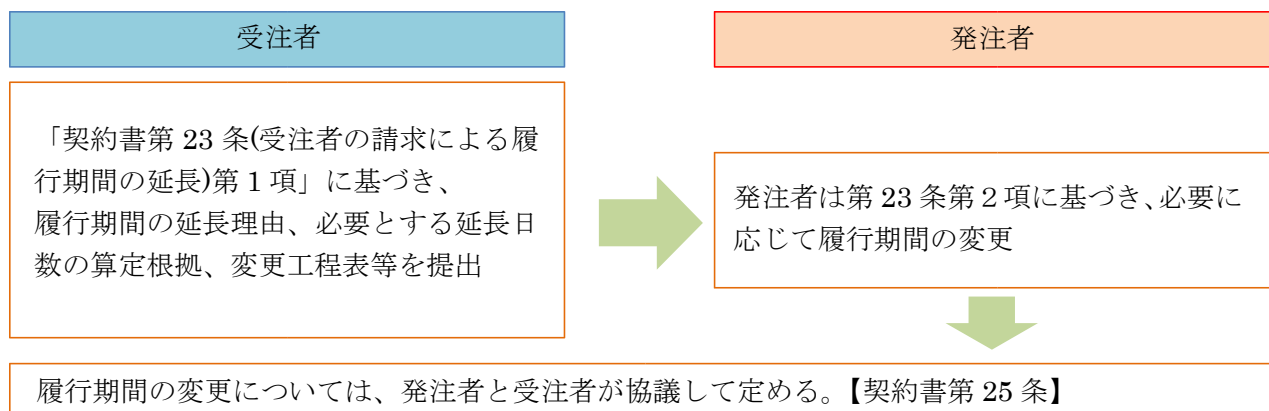 受注者
発注者
「契約書第 23 条(受注者の請求による履
行期間の延長)第１項」に基づき、
履行期間の延長理由、必要とする延長日
数の算定根拠、変更工程表等を提出
発注者は第 23 条第２項に基づき、必要に
応じて履行期間の変更
履行期間の変更については、発注者と受注者が協議して定める。【契約書第 25 条】